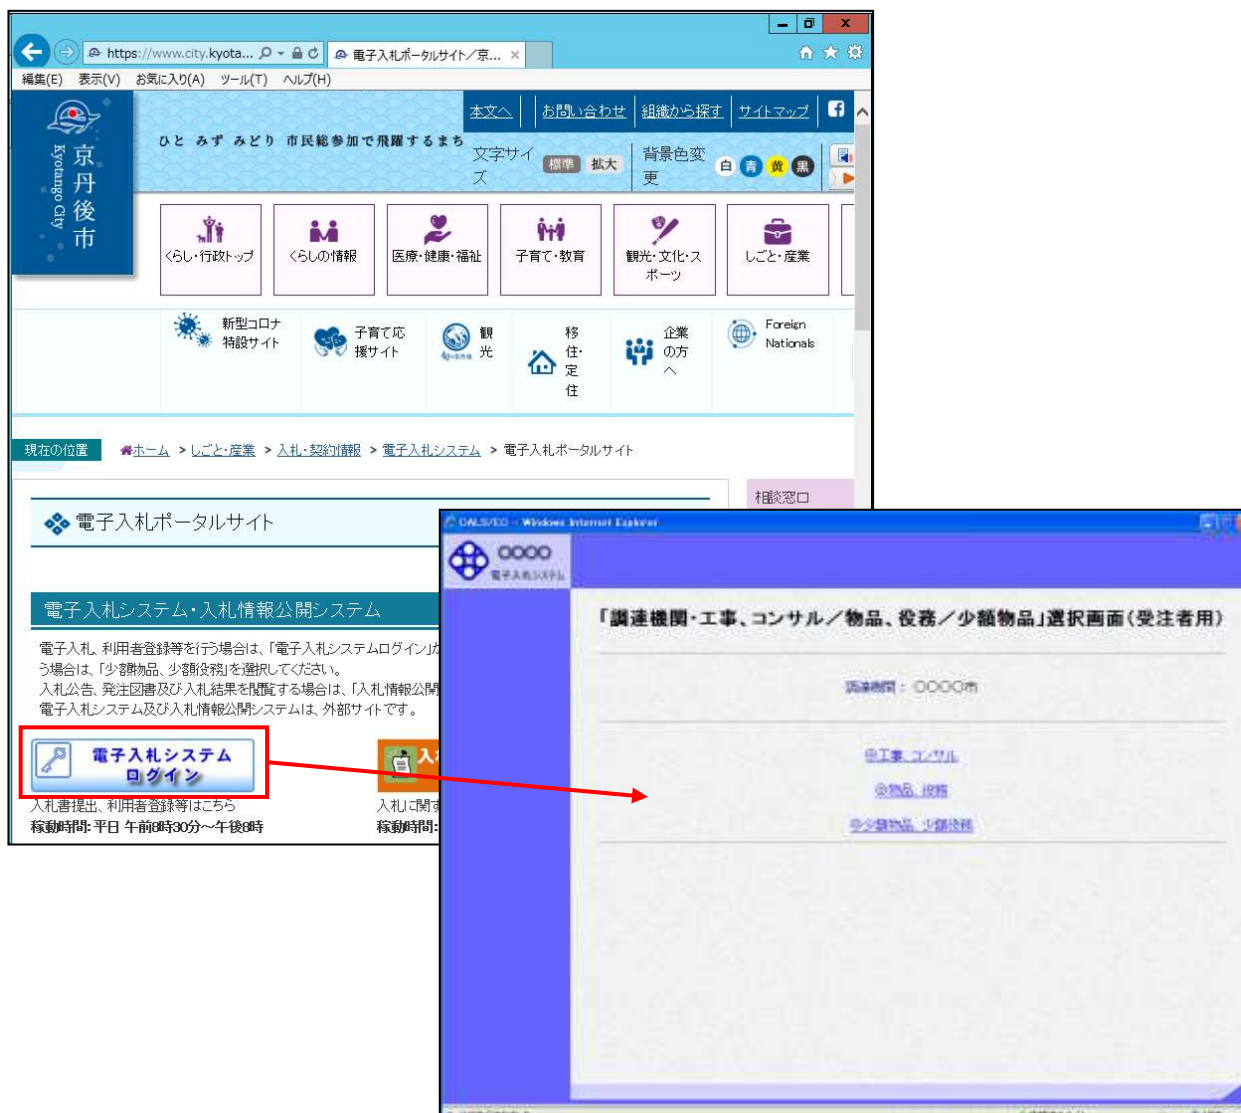 https://www.city.kyota...
電子入札ポータルサイト／京...
編集(E) 表示(V) お気に入り(A) ツール(T) ヘルプ(H)
京丹後市
Kyotango City
ひと みず みどり 市民総参加で飛躍するまち
本文へ お問い合わせ 組織から探す サイトマップ
文字サイズ 標準 拡大 背景色変更 白 青 黄 黒
くらし・行政トップ
くらしの情報
医療・健康・福祉
子育て・教育
観光・文化・スポーツ
しごと・産業
新型コロナ特設サイト
子育て応援サイト
観光
移住・定住
企業の方へ
Foreign Nationals
現在の位置 ホーム > しごと・産業 > 入札・契約情報 > 電子入札システム > 電子入札ポータルサイト
相談窓口
電子入札ポータルサイト
電子入札システム・入札情報公開システム
電子入札、利用者登録等を行う場合は、「電子入札システムログイン」か
う場合は、「少額物品、少額役務」を選択してください。
入札公告、発注図書及び入札結果を閲覧する場合は、「入札情報公開
電子入札システム及び入札情報公開システムは、外部サイトです。
電子入札システム
ログイン
入札書提出、利用者登録等はこちら
稼動時間:平日 午前8時30分～午後8時
入
入札に関す
稼動時間:
CALS/EC - Windows Internet Explorer
○○○○
電子入札システム
「調達機関・工事、コンサル／物品、役務／少額物品」選択画面(受注者用)
調達機関： ○○○○市
◎工事、コンサル
◎物品、役務
◎少額物品、少額役務